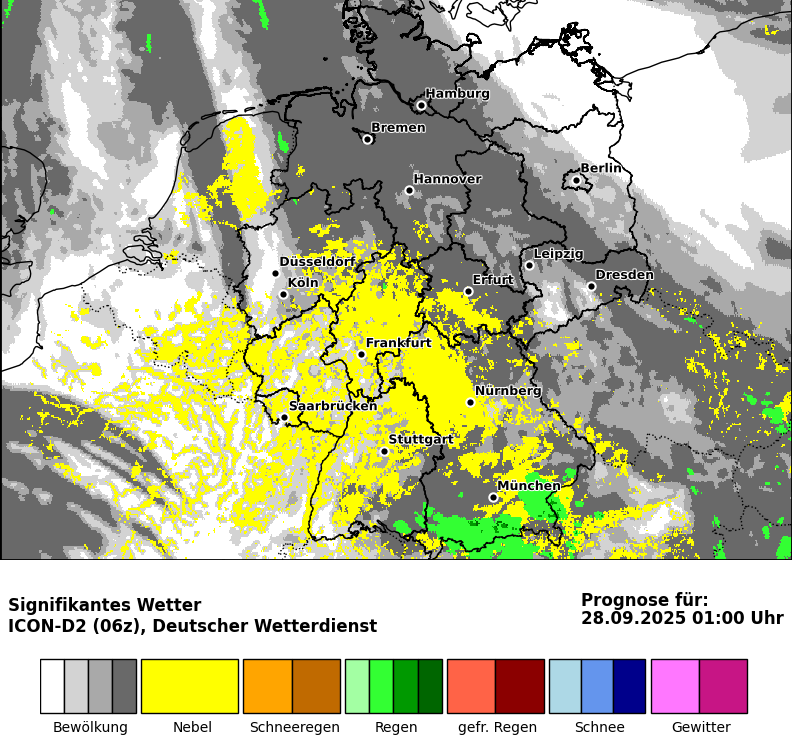 Hamburg
Bremen
Berlin
Hannover
Leipzig
Düsseldorf
Dresden
Erfurt
Köln
Frankfurt
Nürnberg
Saarbrücken
Stuttgart
München
Signifikantes Wetter
ICON-D2 (06z), Deutscher Wetterdienst
Prognose für:
28.09.2025 01:00 Uhr
Bewölkung Nebel Schneeregen Regen gefr. Regen Schnee Gewitter